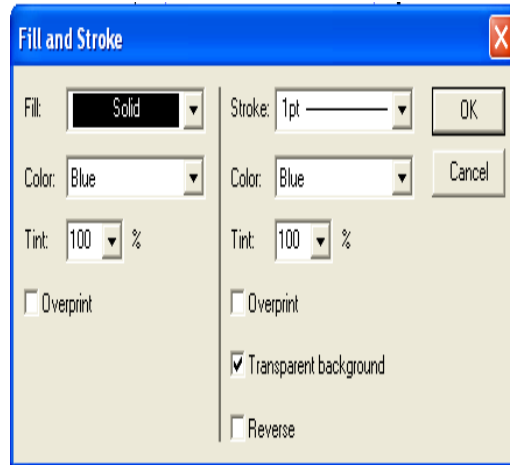 Fill and Stroke
Fill: Solid Stroke: 1pt OK
Color: Blue Color: Blue Cancel
Tint: 100 % Tint: 100 %
Overprint Overprint
Transparent background
Reverse